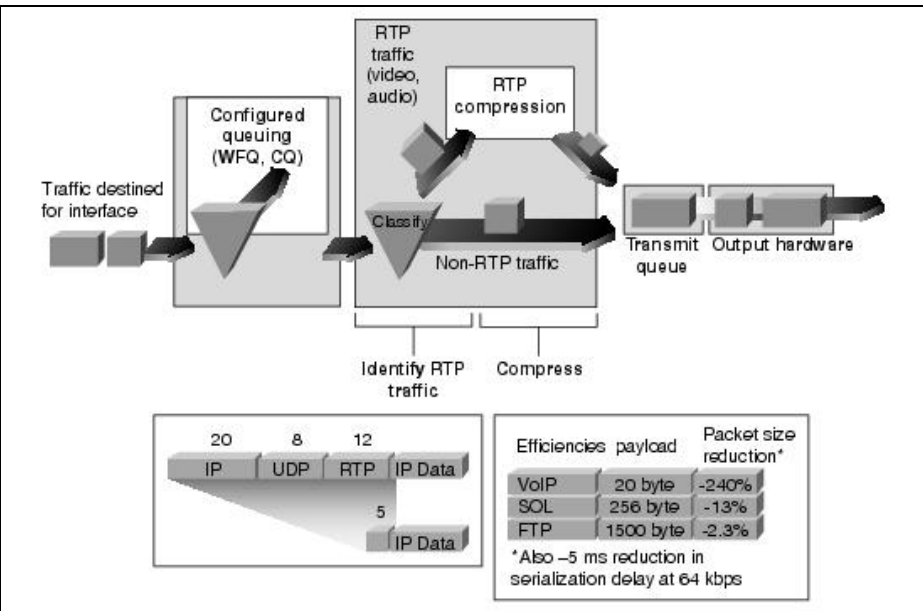 RTP
traffic
(video,
audio)
RTP
compression
Configured
queuing
(WFQ, CQ)
Traffic destined
for interface
Classify
Non-RTP traffic
Transmit
queue
Output hardware
Identify RTP
traffic
Compress
20 8 12
IP UDP RTP IP Data
5
IP Data
Efficiencies payload Packet size
reduction*
VoIP 20 byte -240%
SQL 256 byte -13%
FTP 1500 byte -2.3%
*Also –5 ms reduction in
serialization delay at 64 kbps